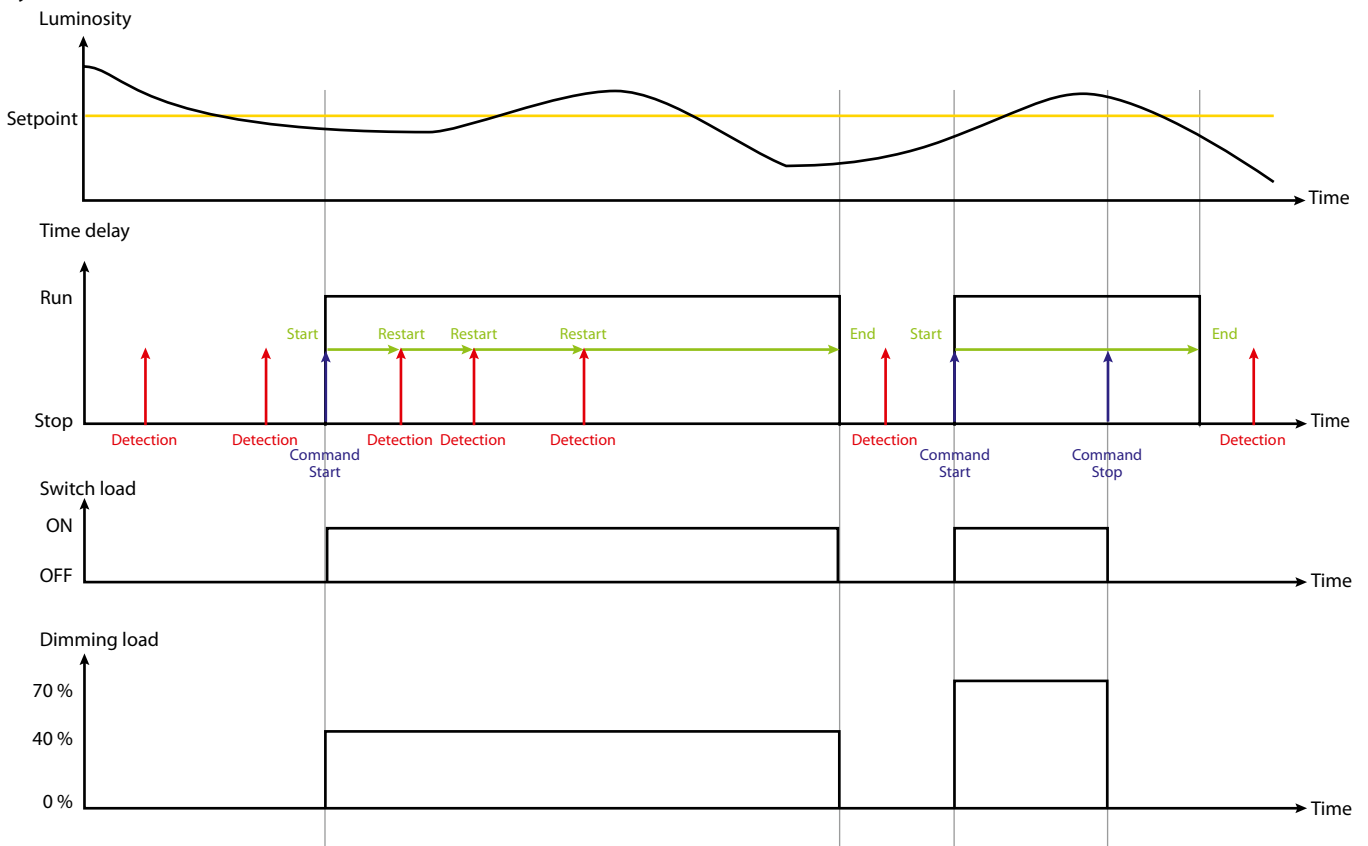 Luminosity
Setpoint
Time
Time delay
Run
Start
Restart
Restart
Restart
End
Start
End
Stop
Time
Detection
Detection
Detection
Detection
Detection
Detection
Detection
Command
Start
Command
Start
Command
Stop
Switch load
ON
OFF
Time
Dimming load
70 %
40 %
0 %
Time